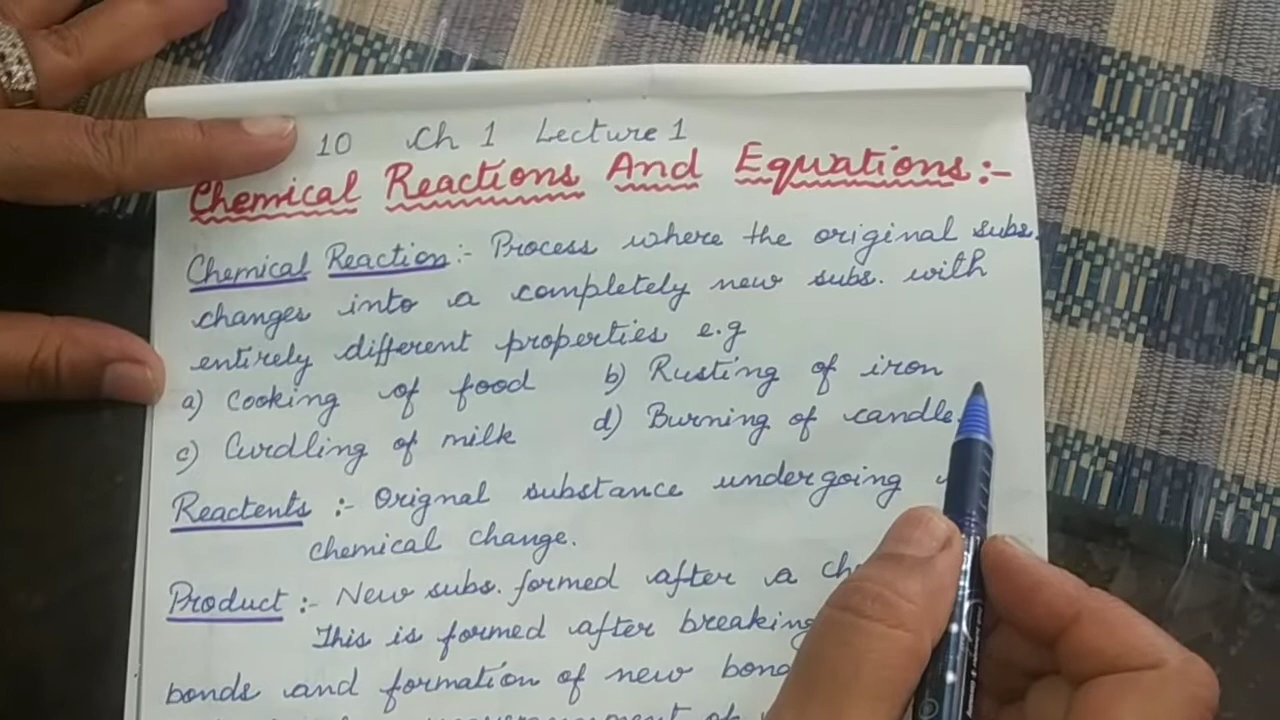 10 Ch 1 Lecture 1
Chemical Reactions And Equations:-
Chemical Reaction:- Process where the original subs.
changes into a completely new subs. with
entirely different properties e.g
a) Cooking of food b) Rusting of iron
c) Curdling of milk d) Burning of candle.
Reactents :- Orignal substance undergoing
chemical change.
Product :- New subs. formed after a
This is formed after breaking
bonds and formation of new
of